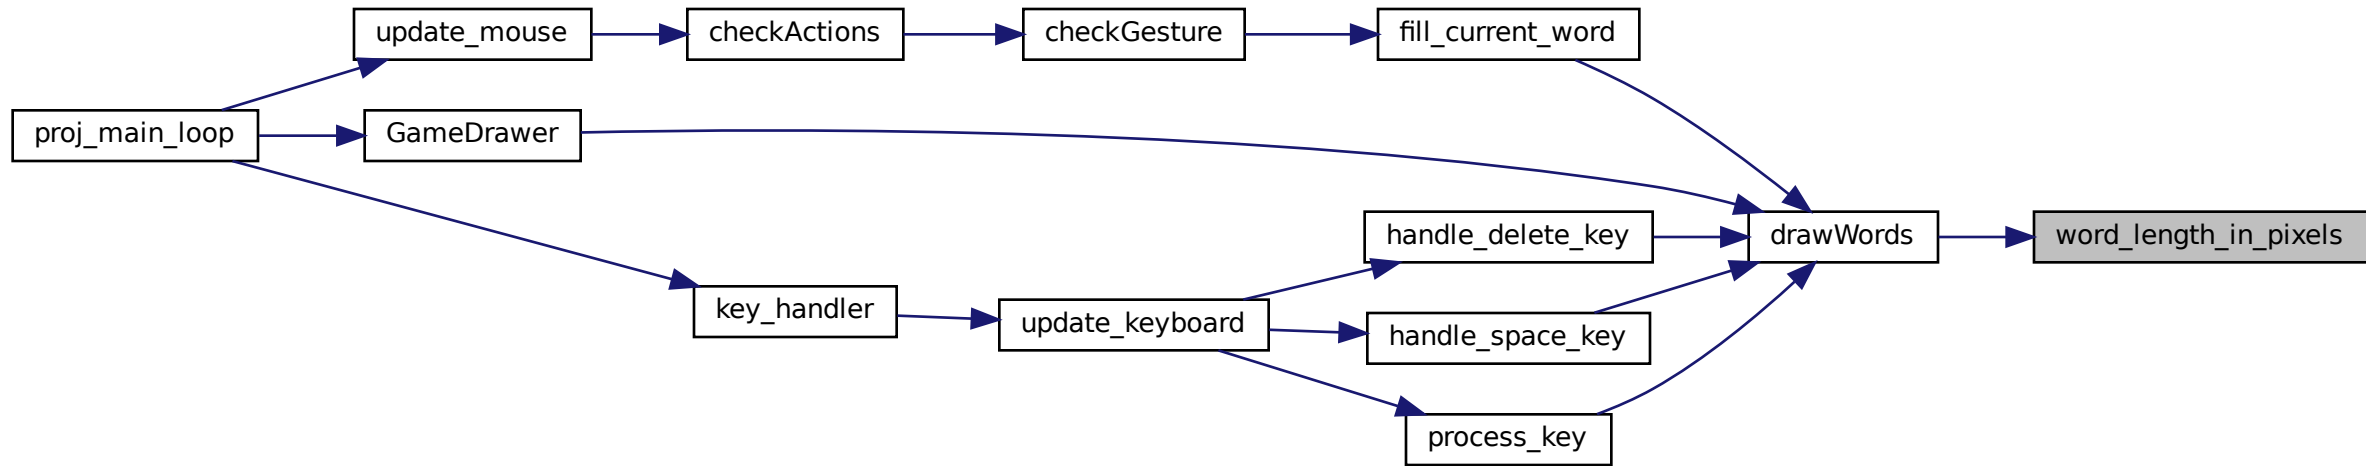 update_mouse
checkActions
checkGesture
fill_current_word
proj_main_loop
GameDrawer
handle_delete_key
drawWords
word_length_in_pixels
key_handler
update_keyboard
handle_space_key
process_key